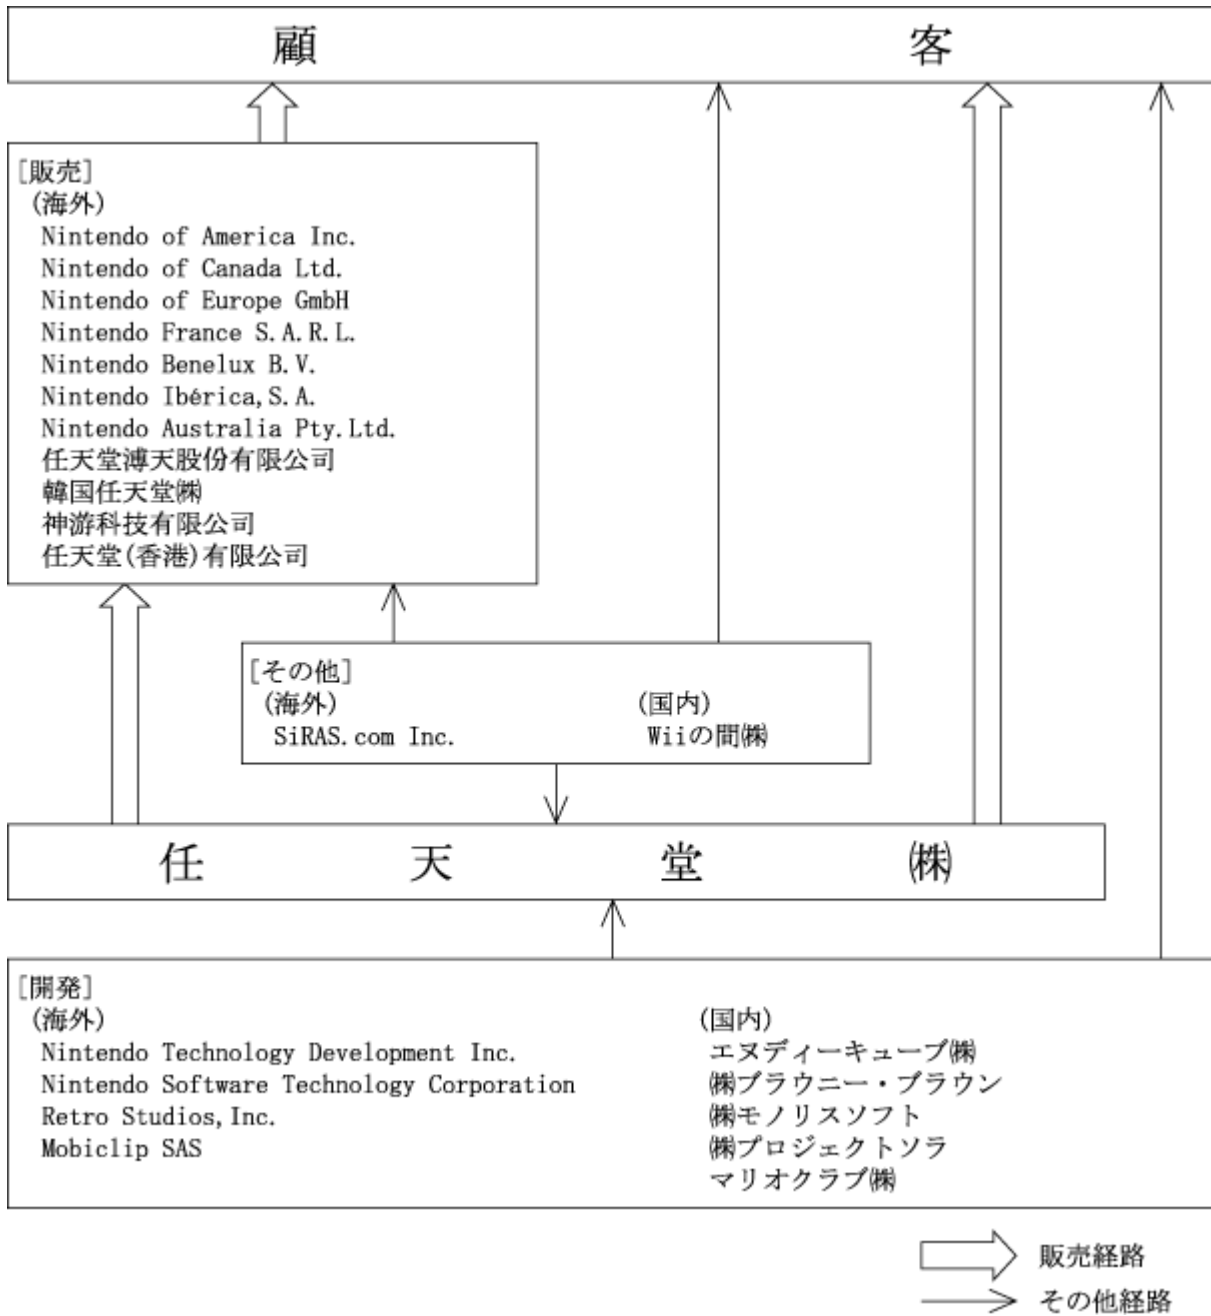 顧客
[販売]
(海外)
Nintendo of America Inc.
Nintendo of Canada Ltd.
Nintendo of Europe GmbH
Nintendo France S.A.R.L.
Nintendo Benelux B.V.
Nintendo Ibérica,S.A.
Nintendo Australia Pty.Ltd.
任天堂溥天股份有限公司
韓国任天堂㈱
神游科技有限公司
任天堂(香港)有限公司
[その他]
(海外)
SiRAS.com Inc.
(国内)
Wiiの間㈱
任天堂㈱
[開発]
(海外)
Nintendo Technology Development Inc.
Nintendo Software Technology Corporation
Retro Studios,Inc.
Mobiclip SAS
(国内)
エヌディーキューブ㈱
㈱ブラウニー・ブラウン
㈱モノリスソフト
㈱プロジェクトソラ
マリオクラブ㈱
販売経路
その他経路